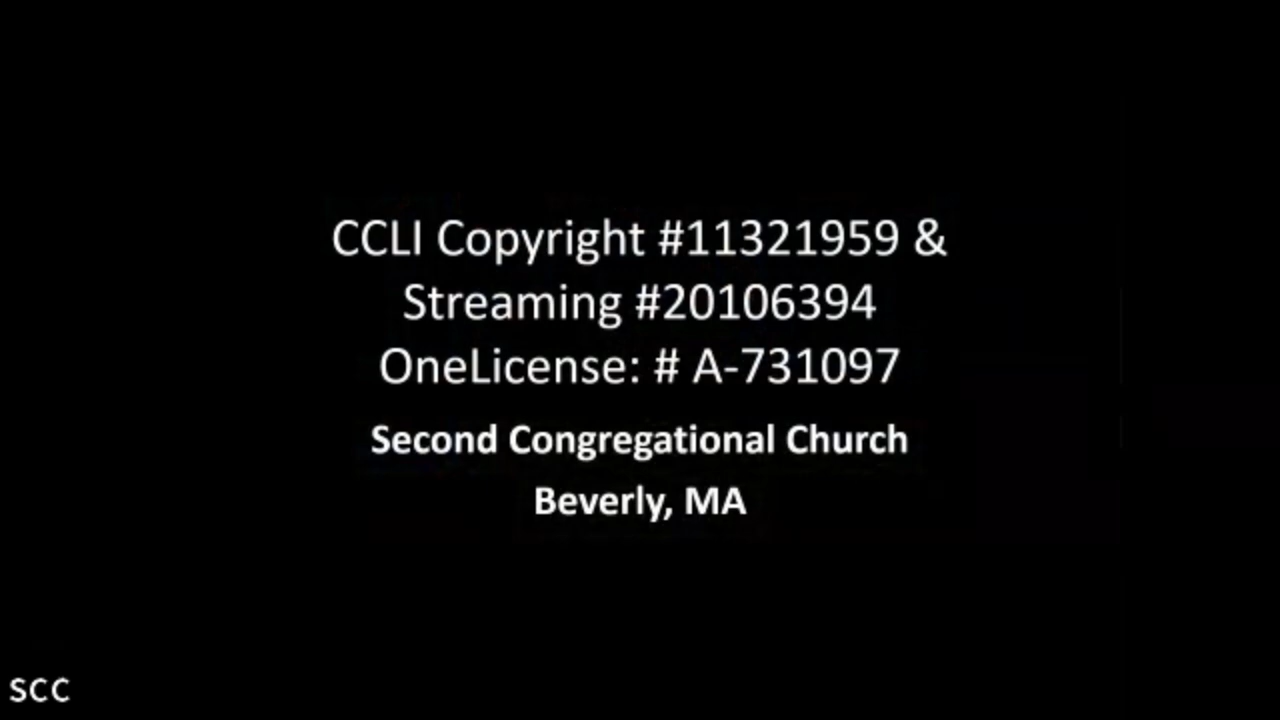 CCLI Copyright #11321959 &
Streaming #20106394
OneLicense: # A-731097
Second Congregational Church
Beverly, MA
SCC